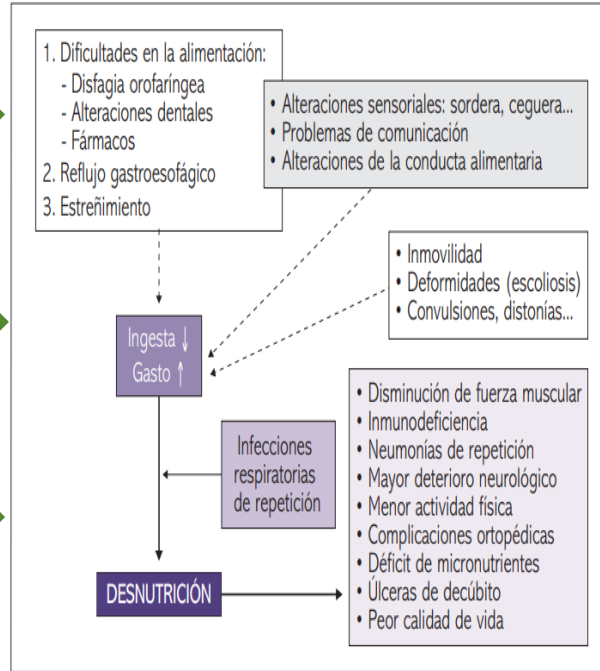 1. Dificultades en la alimentación:
- Disfagia orofaríngea
- Alteraciones dentales
- Fármacos
2. Reflujo gastroesofágico
3. Estreñimiento
• Alteraciones sensoriales: sordera, ceguera...
• Problemas de comunicación
• Alteraciones de la conducta alimentaria
• Inmovilidad
• Deformidades (escoliosis)
• Convulsiones, distonías...
Ingesta ↓
Gasto ↑
Infecciones
respiratorias
de repetición
DESNUTRICIÓN
• Disminución de fuerza muscular
• Inmunodeficiencia
• Neumonías de repetición
• Mayor deterioro neurológico
• Menor actividad física
• Complicaciones ortopédicas
• Déficit de micronutrientes
• Úlceras de decúbito
• Peor calidad de vida